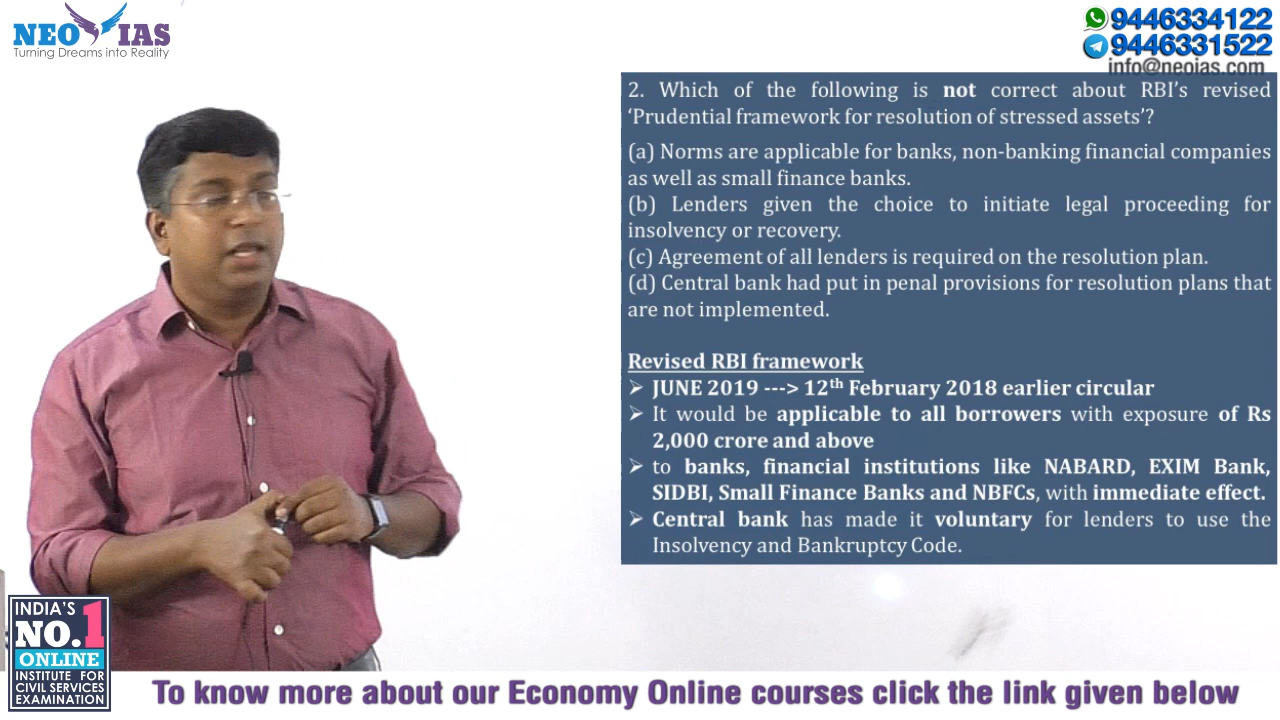 NEO IAS
Turning Dreams into Reality
9446334122
9446331522
info@neoias.com
2. Which of the following is not correct about RBI's revised
'Prudential framework for resolution of stressed assets'?
(a) Norms are applicable for banks, non-banking financial companies
as well as small finance banks.
(b) Lenders given the choice to initiate legal proceeding for
insolvency or recovery.
(c) Agreement of all lenders is required on the resolution plan.
(d) Central bank had put in penal provisions for resolution plans that
are not implemented.
Revised RBI framework
➢ JUNE 2019 ---> 12th February 2018 earlier circular
➢ It would be applicable to all borrowers with exposure of Rs
2,000 crore and above
➢ to banks, financial institutions like NABARD, EXIM Bank,
SIDBI, Small Finance Banks and NBFCs, with immediate effect.
➢ Central bank has made it voluntary for lenders to use the
Insolvency and Bankruptcy Code.
INDIA'S
NO.1
ONLINE
INSTITUTE FOR
CIVIL SERVICES
EXAMINATION
To know more about our Economy Online courses click the link given below